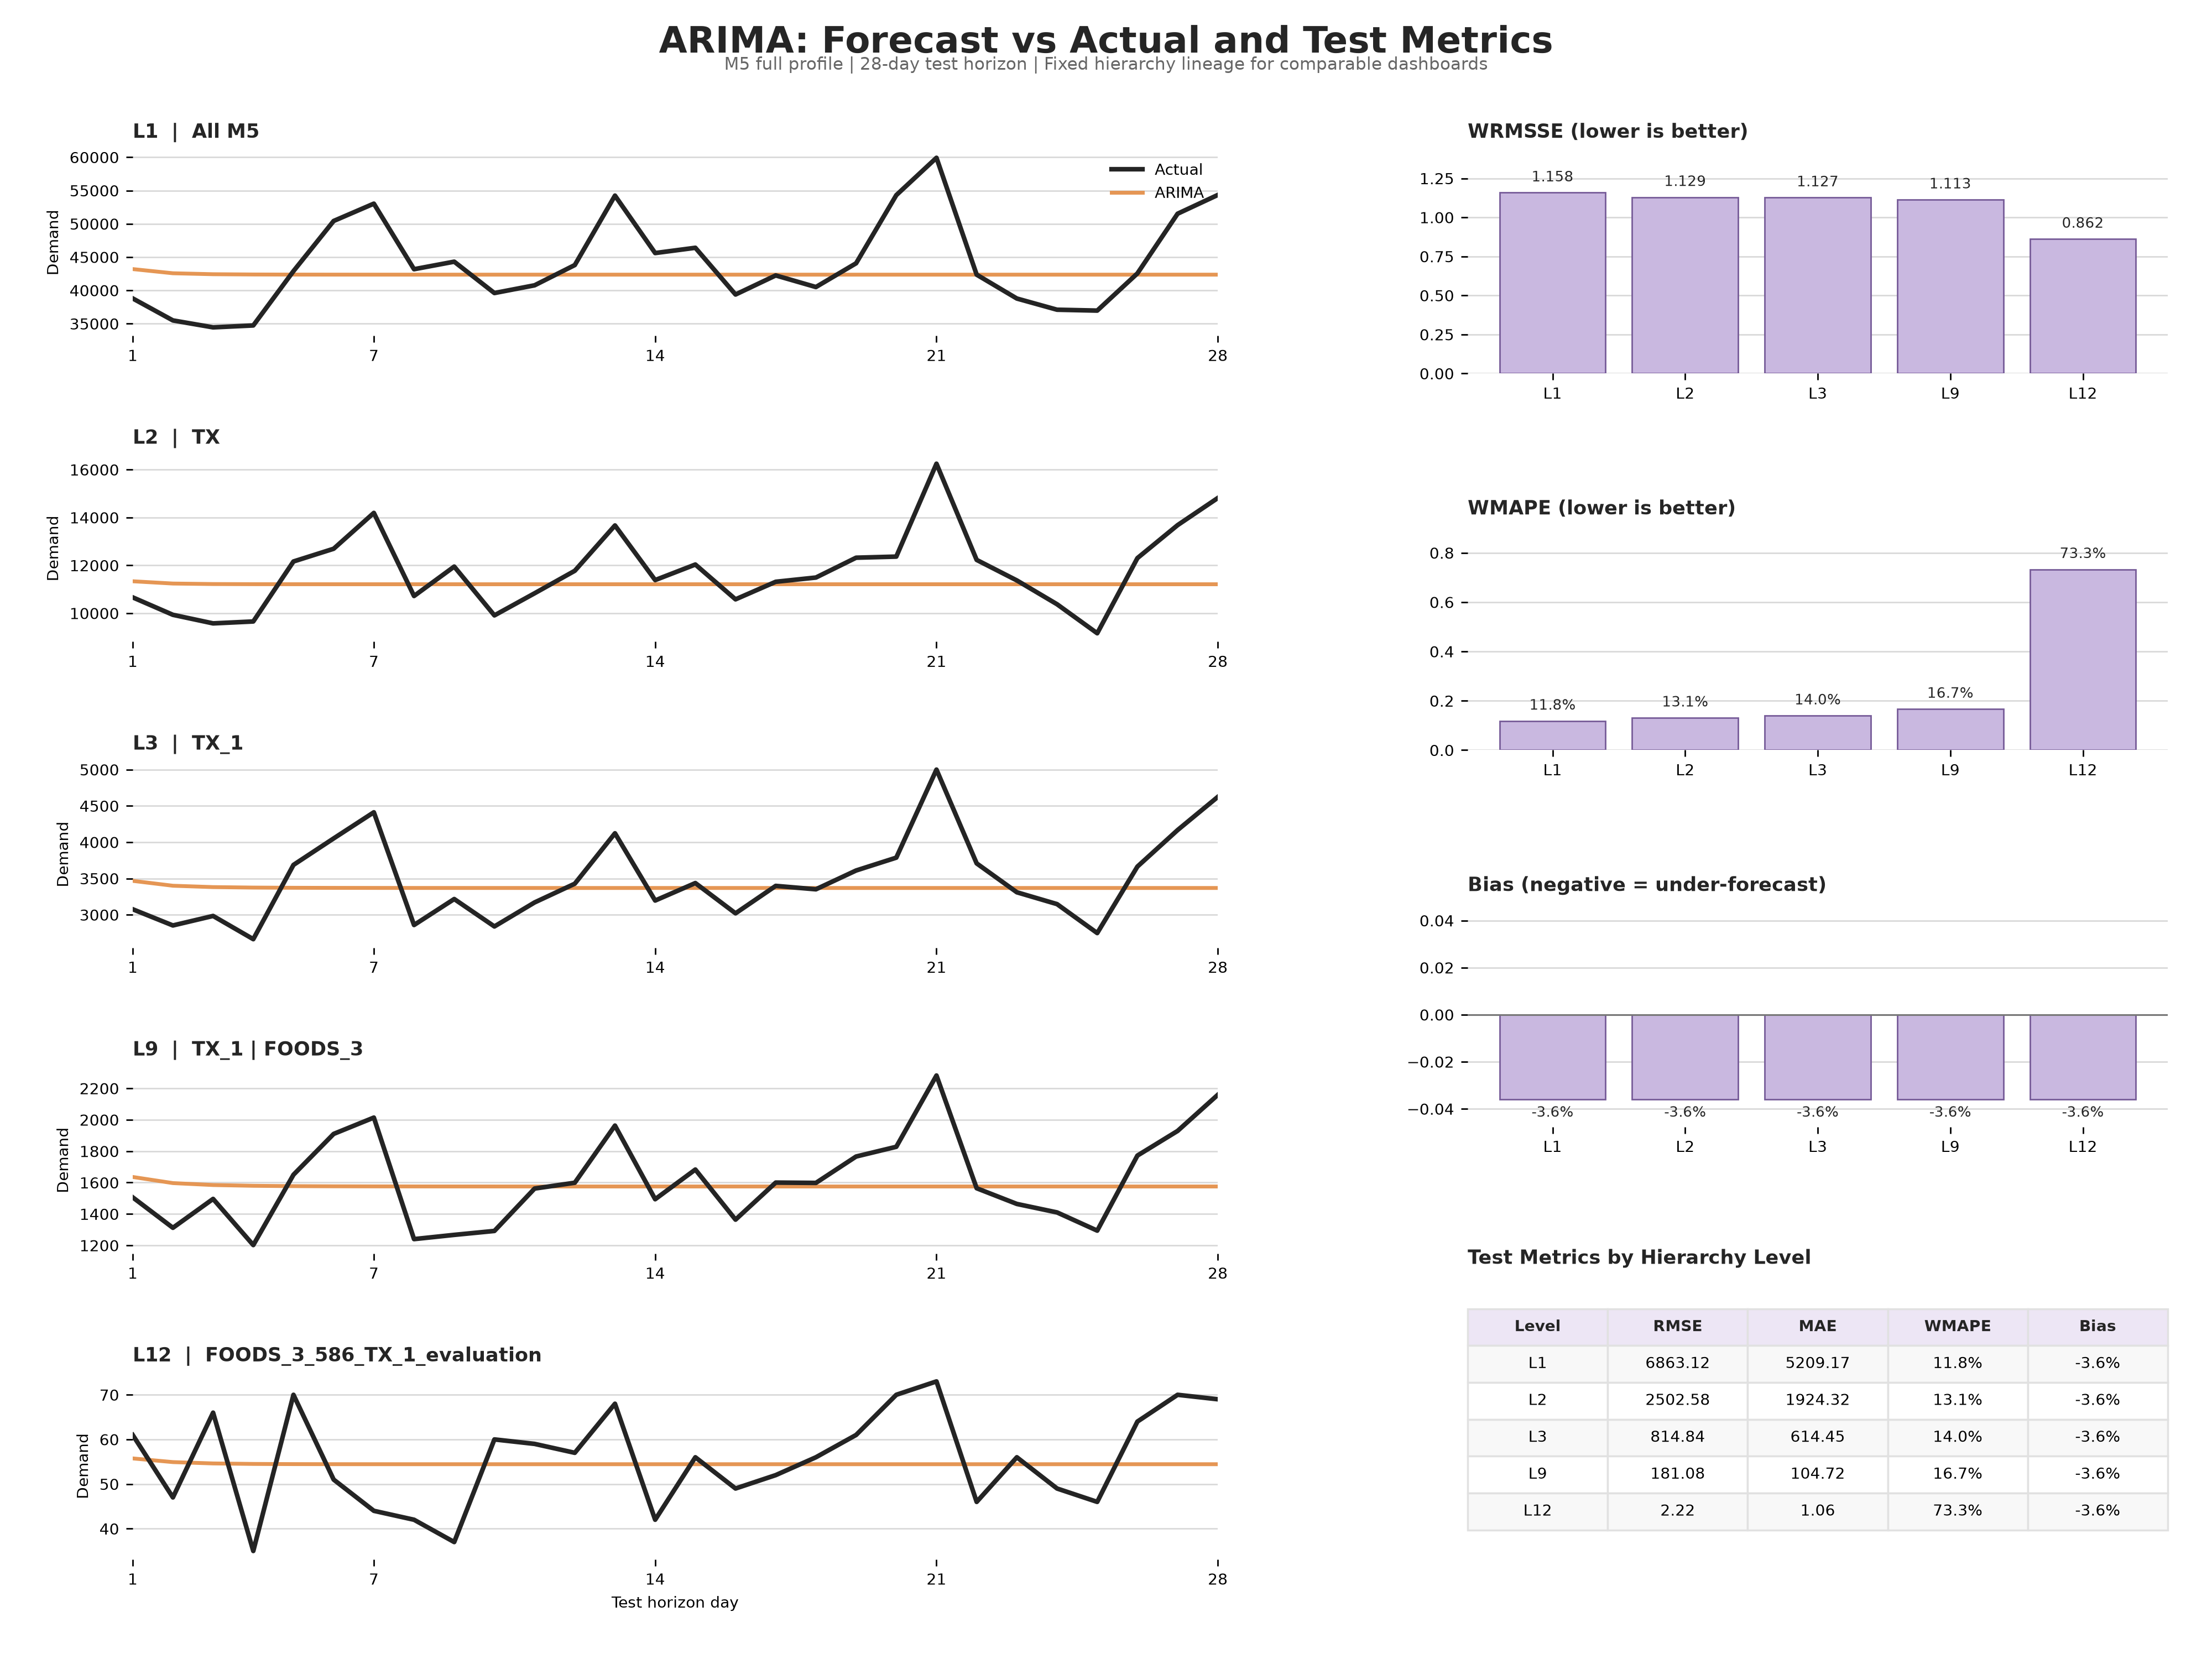 ARIMA: Forecast vs Actual and Test Metrics
M5 full profile | 28-day test horizon | Fixed hierarchy lineage for comparable dashboards
L1 | All M5
Demand
60000
55000
50000
45000
40000
35000
Actual
ARIMA
1 7 14 21 28
L2 | TX
Demand
16000
14000
12000
10000
1 7 14 21 28
L3 | TX_1
Demand
5000
4500
4000
3500
3000
1 7 14 21 28
L9 | TX_1 | FOODS_3
Demand
2200
2000
1800
1600
1400
1200
1 7 14 21 28
L12 | FOODS_3_586_TX_1_evaluation
Demand
70
60
50
40
1 7 14 21 28
Test horizon day
WRMSSE (lower is better)
1.25
1.00
0.75
0.50
0.25
0.00
1.158 1.129 1.127 1.113 0.862
L1 L2 L3 L9 L12
WMAPE (lower is better)
0.8
0.6
0.4
0.2
0.0
11.8% 13.1% 14.0% 16.7% 73.3%
L1 L2 L3 L9 L12
Bias (negative = under-forecast)
0.04
0.02
0.00
−0.02
−0.04
-3.6% -3.6% -3.6% -3.6% -3.6%
L1 L2 L3 L9 L12
Test Metrics by Hierarchy Level
Level RMSE MAE WMAPE Bias
L1 6863.12 5209.17 11.8% -3.6%
L2 2502.58 1924.32 13.1% -3.6%
L3 814.84 614.45 14.0% -3.6%
L9 181.08 104.72 16.7% -3.6%
L12 2.22 1.06 73.3% -3.6%